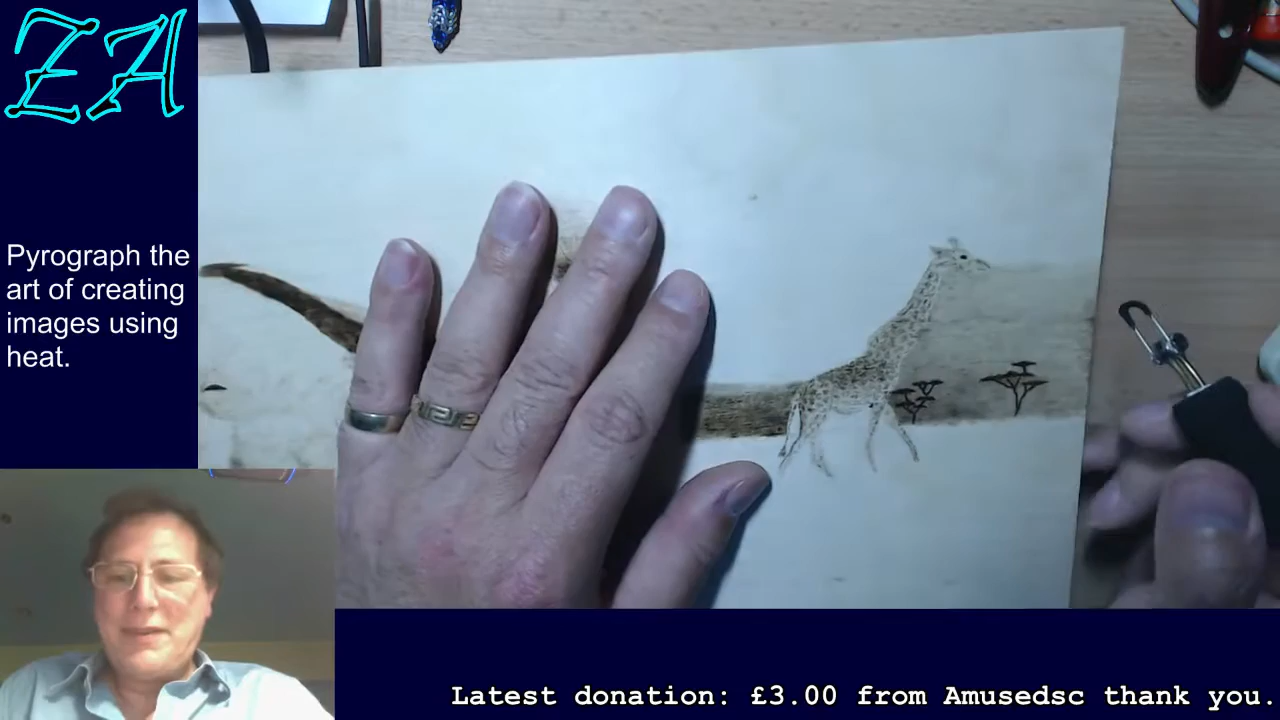 ZA
Pyrograph the
art of creating
images using
heat.
Latest donation: £3.00 from Amusedsc thank you.